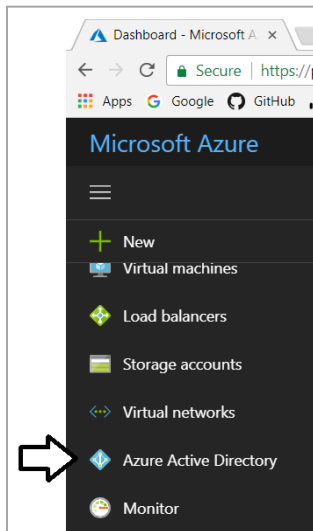 Dashboard - Microsoft A
Secure https://
Apps Google GitHub
Microsoft Azure
New
Virtual machines
Load balancers
Storage accounts
Virtual networks
Azure Active Directory
Monitor